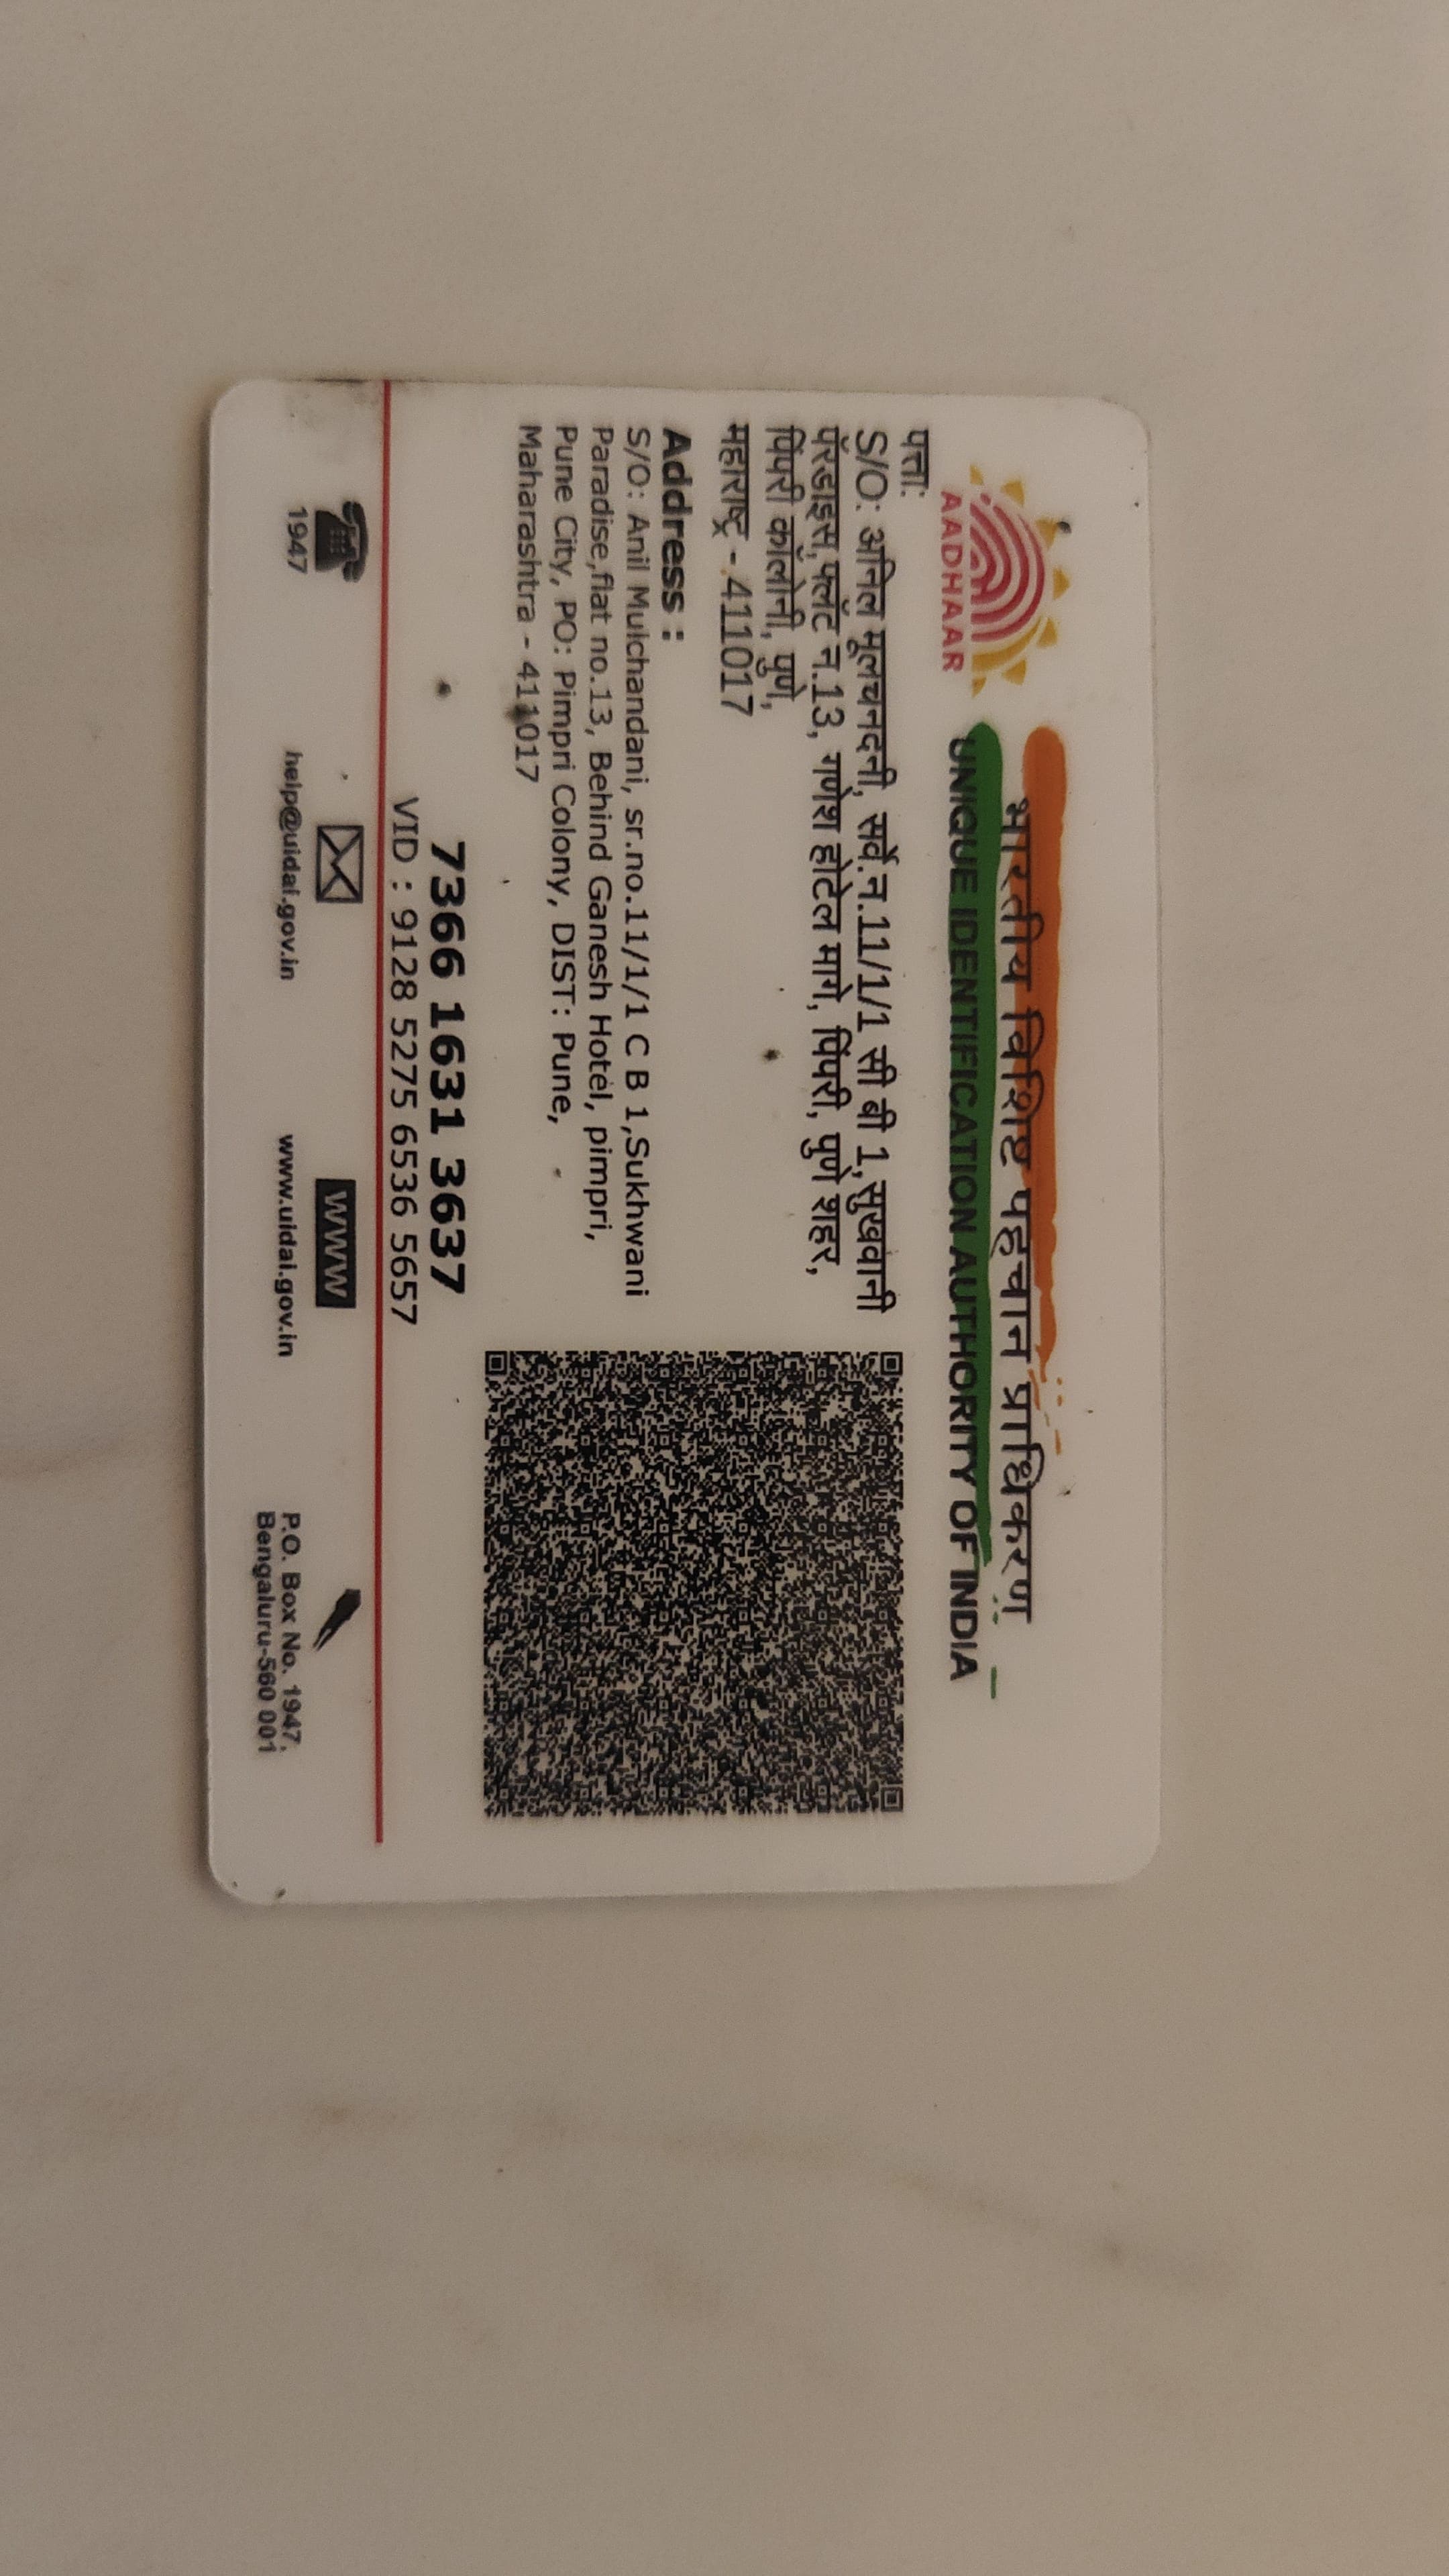 भारतीय विशिष्ट पहचान प्राधिकरण
UNIQUE IDENTIFICATION AUTHORITY OF INDIA
AADHAAR
पत्ता:
S/O: अनिल मूलचनदनी, सर्वे.न.11/1/1 सी बी 1,सुखवानी
पॅरडाइस,फ्लॅट न.13, गणेश होटेल मागे, पिंपरी, पुणे शहर,
पिंपरी कॉलोनी, पुणे,
महाराष्ट्र - 411017
Address :
S/O: Anil Mulchandani, sr.no.11/1/1 C B 1,Sukhwani
Paradise,flat no.13, Behind Ganesh Hotel, pimpri,
Pune City, PO: Pimpri Colony, DIST: Pune,
Maharashtra - 411017
7366 1631 3637
VID : 9128 5275 6536 5657
1947
help@uidai.gov.in
www
www.uidai.gov.in
P.O. Box No. 1947,
Bengaluru-560 001